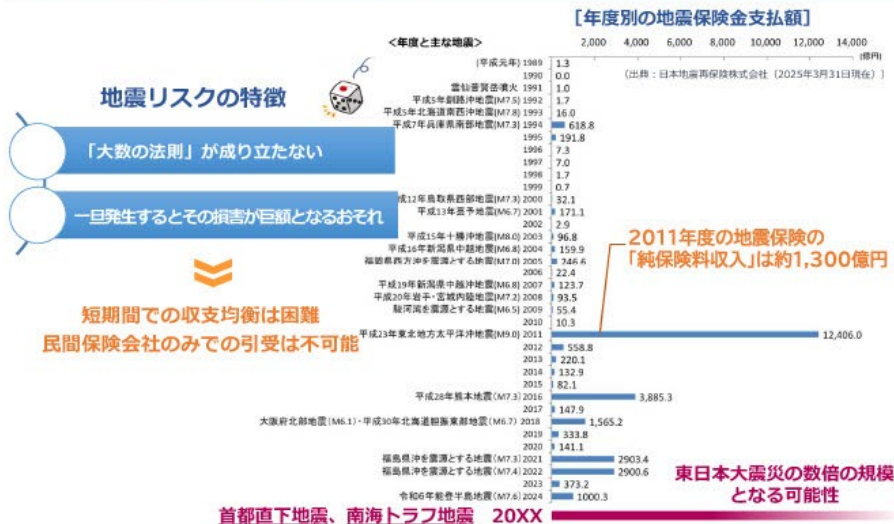 [年度別の地震保険金支払額]
<年度と主な地震>
2,000 4,000 6,000 8,000 10,000 12,000 14,000
(億円)
(出典:日本地震再保険株式会社(2025年3月31日現在))
地震リスクの特徴
「大数の法則」が成り立たない
一旦発生するとその損害が巨額となるおそれ
短期間での収支均衡は困難
民間保険会社のみでの引受は不可能
(平成元年) 1989 1.3
1990 0.0
雲仙普賢岳噴火 1991 1.0
平成5年釧路沖地震(M7.5) 1992 1.7
平成5年北海道南西沖地震(M7.8) 1993 16.0
平成7年兵庫県南部地震(M7.3) 1994 618.8
1995 191.8
1996 7.3
1997 7.0
1998 1.7
1999 0.7
成12年鳥取県西部地震(M7.3) 2000 32.1
平成13年芸予地震(M6.7) 2001 171.1
2002 2.9
平成15年十勝沖地震(M8.0) 2003 96.8
平成16年新潟県中越地震(M6.8) 2004 159.9
福岡県西方沖を震源とする地震(M7.0) 2005 246.6
2006 22.4
平成19年新潟県中越沖地震(M6.8) 2007 123.7
平成20年岩手・宮城内陸地震(M7.2) 2008 93.5
駿河湾を震源とする地震(M6.5) 2009 55.4
2010 10.3
平成23年東北地方太平洋沖地震(M9.0) 2011 12,406.0
2012 558.8
2013 220.1
2014 132.9
2015 82.1
平成28年熊本地震(M7.3) 2016 3,885.3
2017 147.9
大阪府北部地震(M6.1)・平成30年北海道胆振東部地震(M6.7) 2018 1,565.2
2019 333.8
2020 141.1
福島県沖を震源とする地震(M7.3) 2021 2903.4
福島県沖を震源とする地震(M7.4) 2022 2900.6
2023 373.2
令和6年能登半島地震(M7.6) 2024 1000.3
2011年度の地震保険の
「純保険料収入」は約1,300億円
東日本大震災の数倍の規模
となる可能性
首都直下地震、南海トラフ地震 20XX